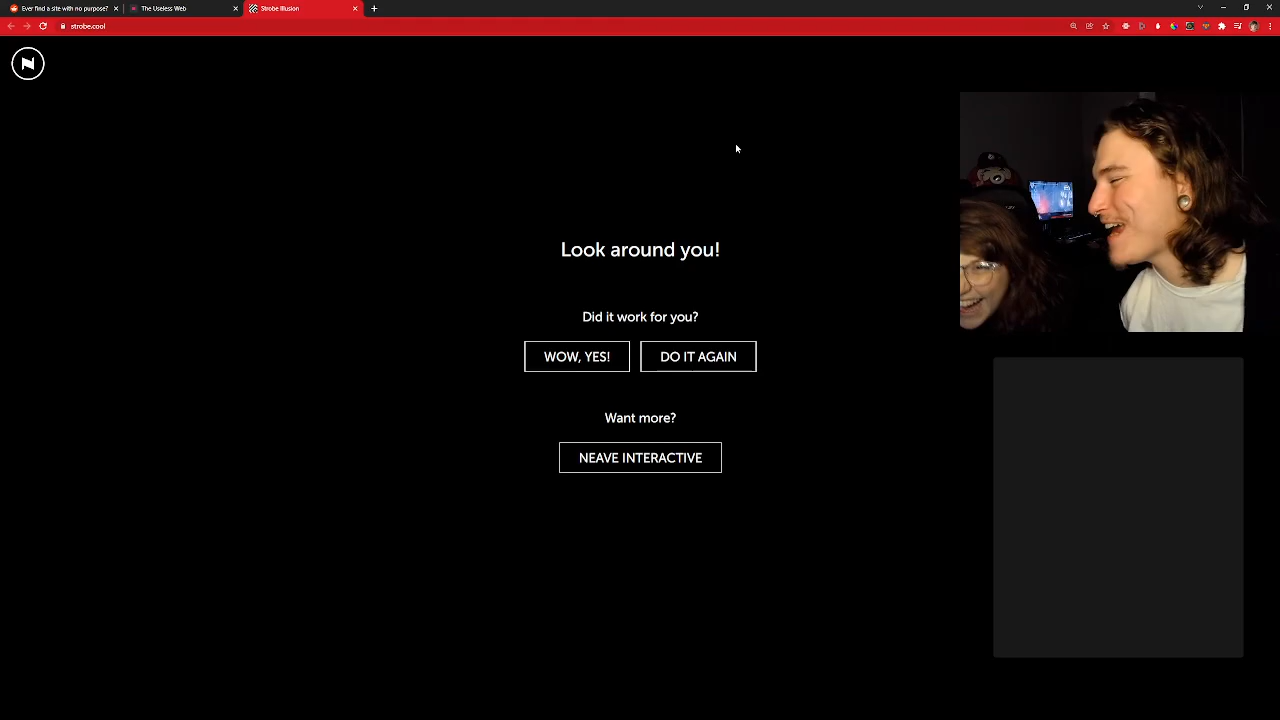 Ever find a site with no purpose?
The Useless Web
Strobe Illusion
strobe.cool
N
Look around you!
Did it work for you?
WOW, YES!
DO IT AGAIN
Want more?
NEAVE INTERACTIVE